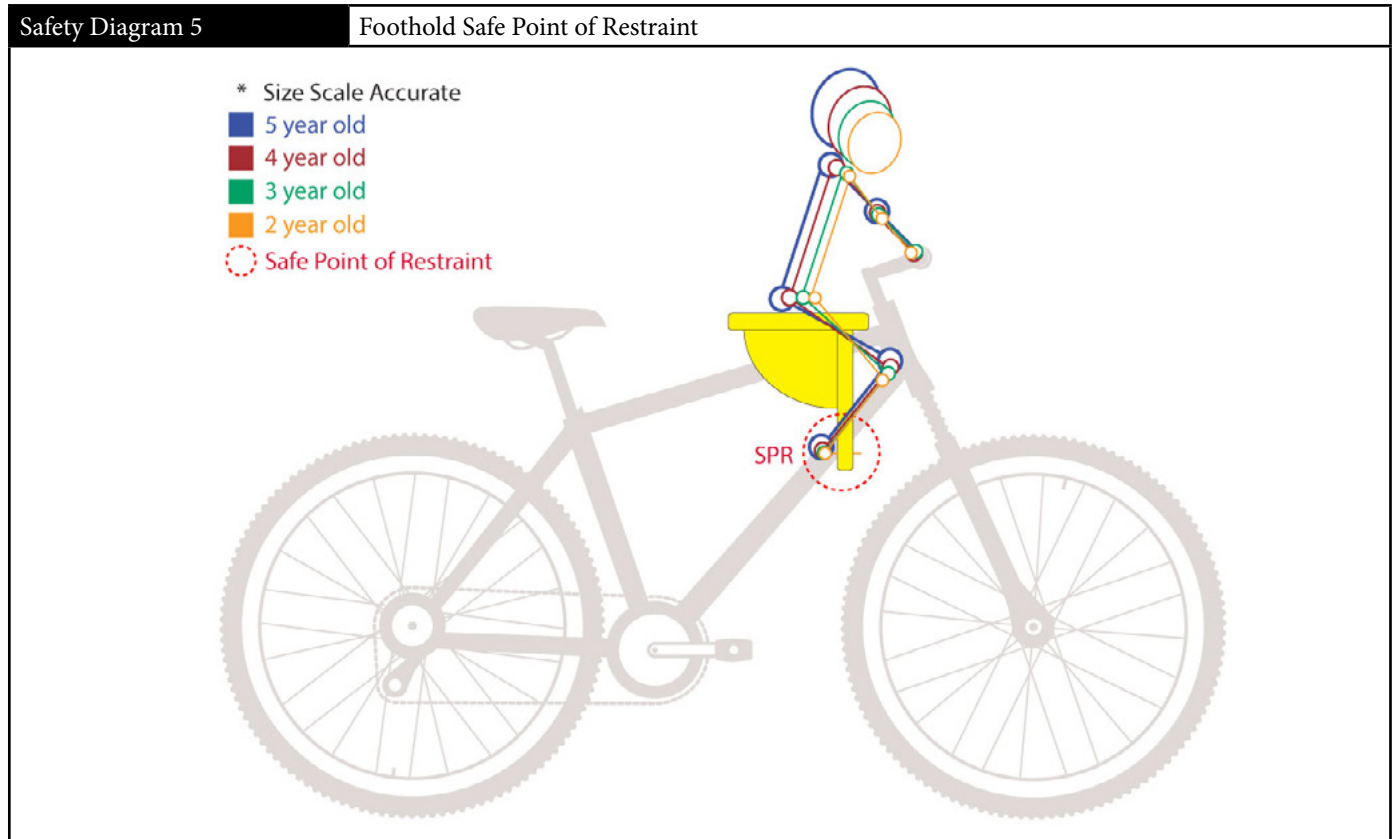 Safety Diagram 5
Foothold Safe Point of Restraint
* Size Scale Accurate
5 year old
4 year old
3 year old
2 year old
Safe Point of Restraint
SPR